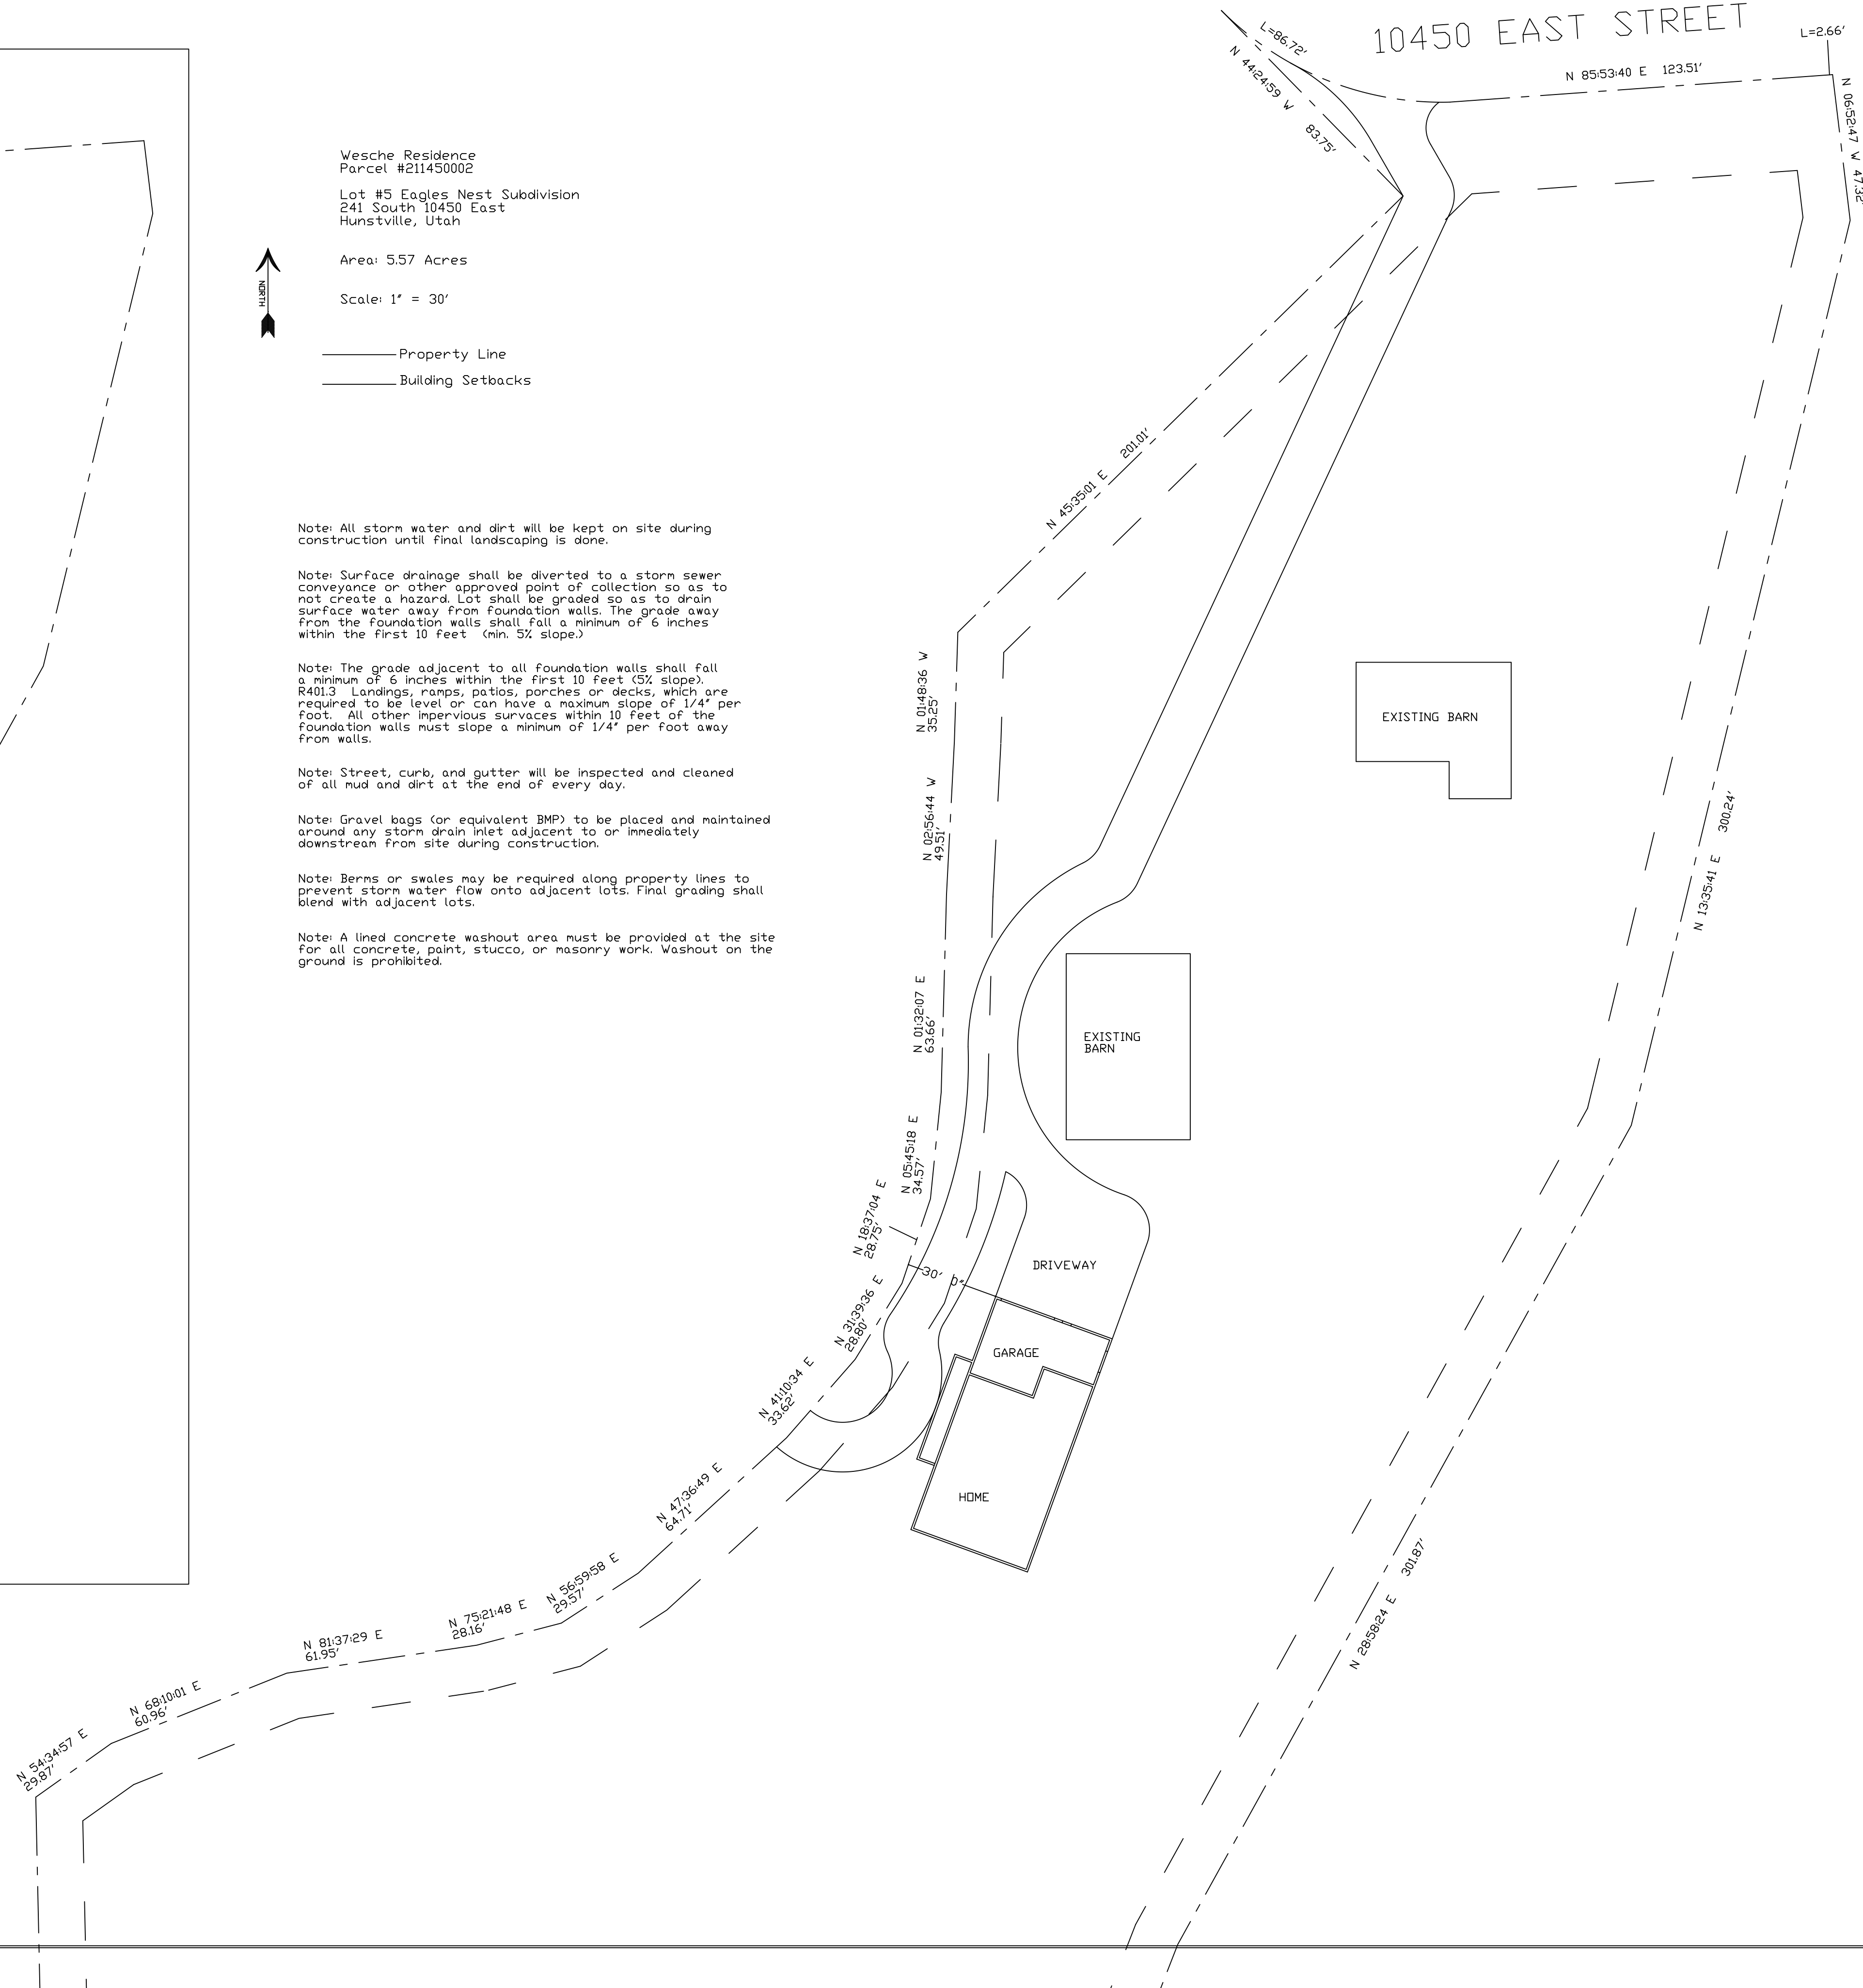 10450 EAST STREET
L=86.72'
N 44:24:59 W 83.75'
N 85:53:40 E 123.51'
L=2.66'
N 06:52:47 W 47.32'
Wesche Residence
Parcel #211450002
Lot #5 Eagles Nest Subdivision
241 South 10450 East
Hunstville, Utah
Area: 5.57 Acres
NORTH
Scale: 1" = 30'
Property Line
Building Setbacks
N 45:35:01 E 201.01'
Note: All storm water and dirt will be kept on site during
construction until final landscaping is done.
Note: Surface drainage shall be diverted to a storm sewer
conveyance or other approved point of collection so as to
not create a hazard. Lot shall be graded so as to drain
surface water away from foundation walls. The grade away
from the foundation walls shall fall a minimum of 6 inches
within the first 10 feet (min. 5% slope.)
Note: The grade adjacent to all foundation walls shall fall
a minimum of 6 inches within the first 10 feet (5% slope).
R401.3 Landings, ramps, patios, porches or decks, which are
required to be level or can have a maximum slope of 1/4" per
foot. All other impervious survaces within 10 feet of the
foundation walls must slope a minimum of 1/4" per foot away
from walls.
Note: Street, curb, and gutter will be inspected and cleaned
of all mud and dirt at the end of every day.
Note: Gravel bags (or equivalent BMP) to be placed and maintained
around any storm drain inlet adjacent to or immediately
downstream from site during construction.
Note: Berms or swales may be required along property lines to
prevent storm water flow onto adjacent lots. Final grading shall
blend with adjacent lots.
Note: A lined concrete washout area must be provided at the site
for all concrete, paint, stucco, or masonry work. Washout on the
ground is prohibited.
N 01:48:36 W
35.25'
EXISTING BARN
N 02:56:44 W
49.51'
N 13:35:41 E 300.24'
N 01:32:07 E
63.66'
EXISTING
BARN
N 05:45:18 E
34.57'
N 18:37:04 E
28.75'
DRIVEWAY
30' 0"
N 31:39:36 E
28.80'
GARAGE
N 41:10:34 E
33.62'
HOME
N 47:36:49 E
64.71'
N 56:59:58 E
29.57'
N 28:58:24 E 301.87'
N 75:21:48 E
28.16'
N 81:37:29 E
61.95'
N 68:10:01 E
60.96'
N 54:34:57 E
29.87'